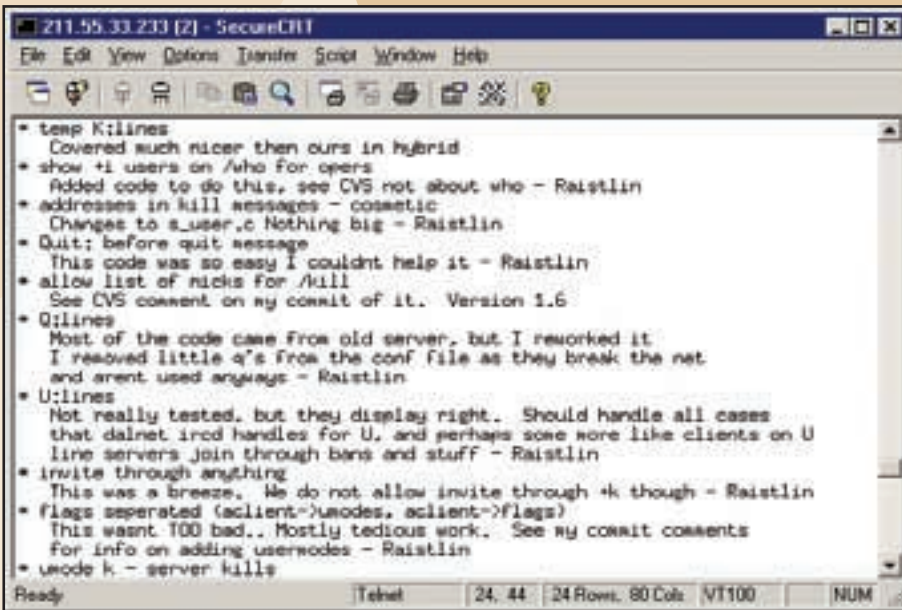 211.55.33.233 [2] - SecureCRT
File Edit View Options Transfer Script Window Help
* temp K:lines
Covered much nicer then ours in hybrid
* show +i users on /who for opers
Added code to do this, see CVS not about who - Raistlin
* addresses in kill messages - cosmetic
Changes to s_user.c Nothing big - Raistlin
* Quit: before quit message
This code was so easy I couldnt help it - Raistlin
* allow list of nicks for /kill
See CVS comment on my commit of it.  Version 1.6
* Q:lines
Most of the code came from old server, but I reworked it
I removed little q's from the conf file as they break the net
and arent used anyways - Raistlin
* U:lines
Not really tested, but they display right.  Should handle all cases
that dalnet ircd handles for U, and perhaps some more like clients on U
line servers join through bans and stuff - Raistlin
* invite through anything
This was a breeze.  We do not allow invite through +k though - Raistlin
* flags seperated (aclient->umodes, aclient->flags)
This wasnt TOO bad.. Mostly tedious work.  See my commit comments
for info on adding usermodes - Raistlin
* umode k - server kills
Ready Telnet 24, 44 24 Rows, 80 Cols VT100 NUM